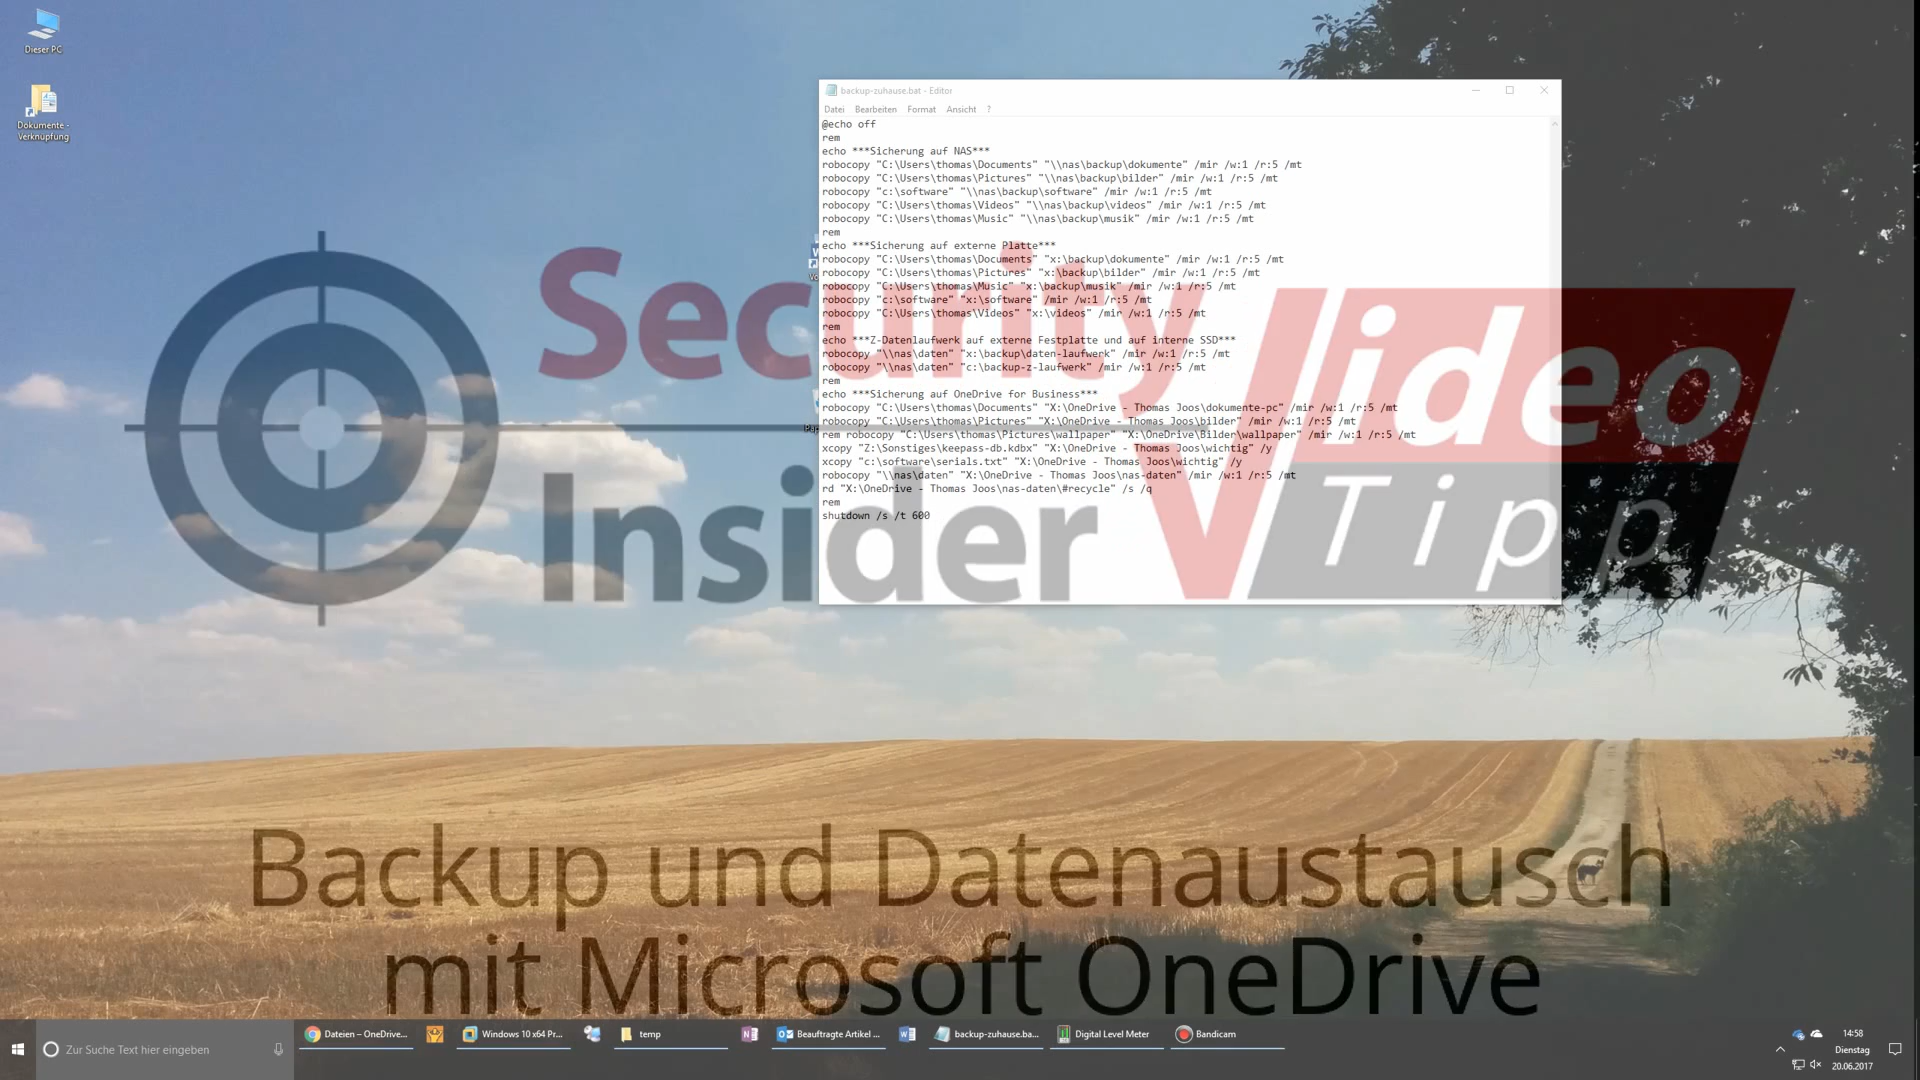 Dieser PC
Dokumente -
Verknüpfung
backup-zuhause.bat - Editor
Datei Bearbeiten Format Ansicht ?
@echo off
rem
echo ***Sicherung auf NAS***
robocopy "C:\Users\thomas\Documents" "\\nas\backup\dokumente" /mir /w:1 /r:5 /mt
robocopy "C:\Users\thomas\Pictures" "\\nas\backup\bilder" /mir /w:1 /r:5 /mt
robocopy "c:\software" "\\nas\backup\software" /mir /w:1 /r:5 /mt
robocopy "C:\Users\thomas\Videos" "\\nas\backup\videos" /mir /w:1 /r:5 /mt
robocopy "C:\Users\thomas\Music" "\\nas\backup\musik" /mir /w:1 /r:5 /mt
rem
echo ***Sicherung auf externe Platte***
robocopy "C:\Users\thomas\Documents" "x:\backup\dokumente" /mir /w:1 /r:5 /mt
robocopy "C:\Users\thomas\Pictures" "x:\backup\bilder" /mir /w:1 /r:5 /mt
robocopy "C:\Users\thomas\Music" "x:\backup\musik" /mir /w:1 /r:5 /mt
robocopy "c:\software" "x:\software" /mir /w:1 /r:5 /mt
robocopy "C:\Users\thomas\Videos" "x:\videos" /mir /w:1 /r:5 /mt
rem
echo ***Z-Datenlaufwerk auf externe Festplatte und auf interne SSD***
robocopy "\\nas\daten" "x:\backup\daten-laufwerk" /mir /w:1 /r:5 /mt
robocopy "\\nas\daten" "c:\backup-z-laufwerk" /mir /w:1 /r:5 /mt
rem
echo ***Sicherung auf OneDrive for Business***
robocopy "C:\Users\thomas\Documents" "X:\OneDrive - Thomas Joos\dokumente-pc" /mir /w:1 /r:5 /mt
robocopy "C:\Users\thomas\Pictures" "X:\OneDrive - Thomas Joos\bilder" /mir /w:1 /r:5 /mt
rem robocopy "C:\Users\thomas\Pictures\wallpaper" "X:\OneDrive\Bilder\wallpaper" /mir /w:1 /r:5 /mt
xcopy "Z:\Sonstiges\keepass-db.kdbx" "X:\OneDrive - Thomas Joos\wichtig" /y
xcopy "c:\software\serials.txt" "X:\OneDrive - Thomas Joos\wichtig" /y
robocopy "\\nas\daten" "X:\OneDrive - Thomas Joos\nas-daten" /mir /w:1 /r:5 /mt
rd "X:\OneDrive - Thomas Joos\nas-daten\#recycle" /s /q
rem
shutdown /s /t 600
Security
Insider
Video
Tipp
Backup und Datenaustausch
mit Microsoft OneDrive
Zur Suche Text hier eingeben
Dateien – OneDrive...
Windows 10 x64 Pr...
temp
Beauftragte Artikel ...
backup-zuhause.ba...
Digital Level Meter
Bandicam
14:58
Dienstag
20.06.2017